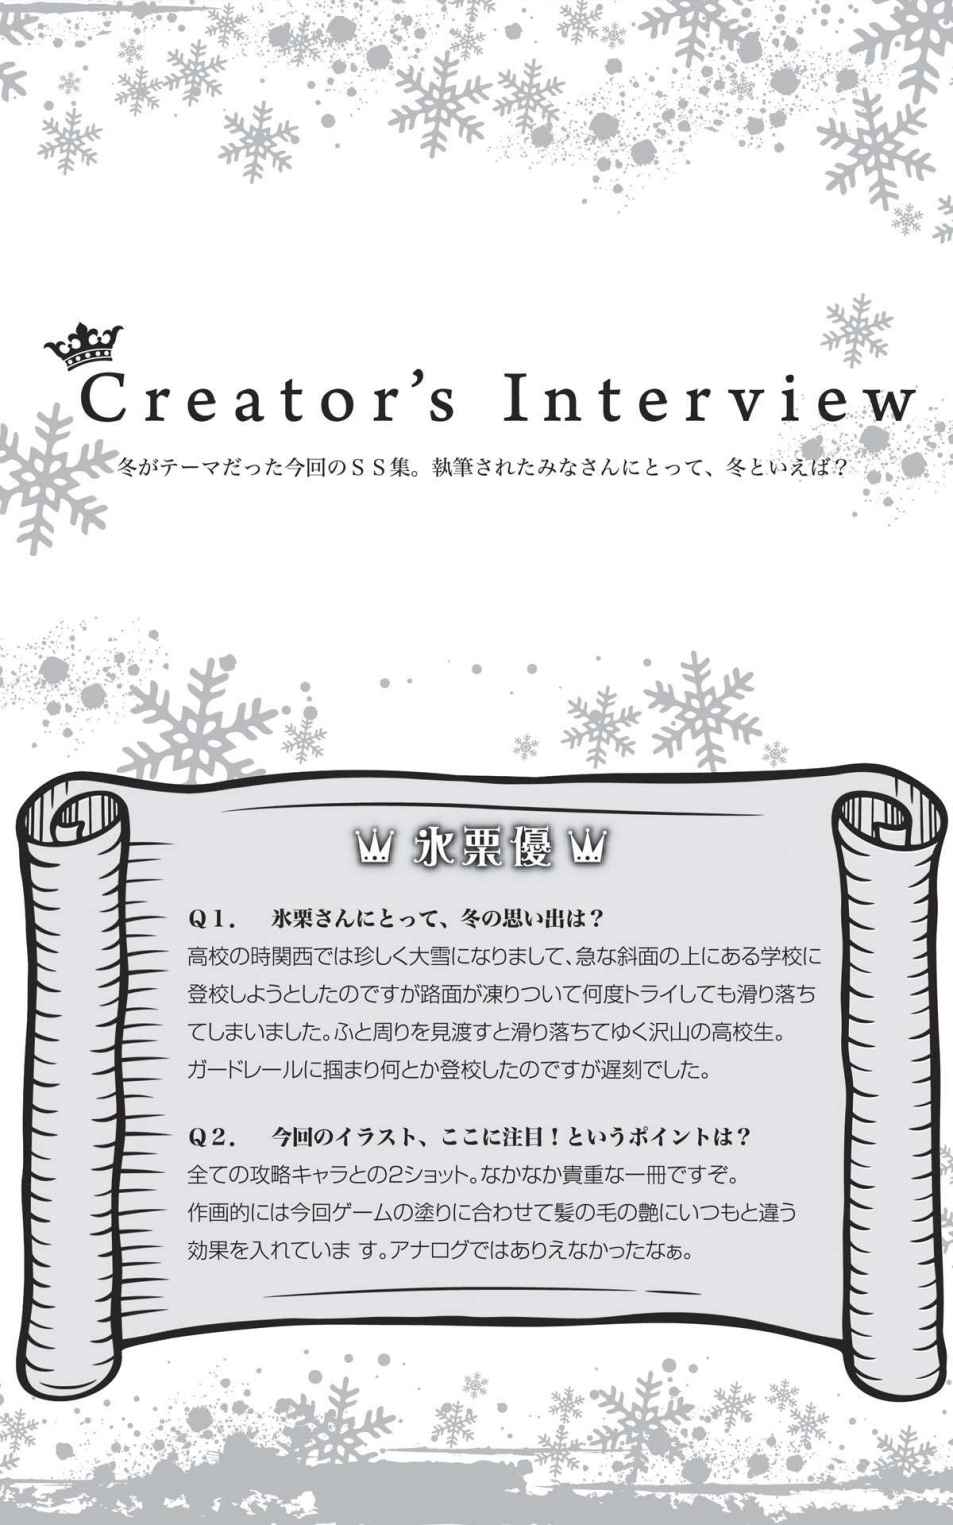 Creator's Interview
冬がテーマだった今回のSS集。執筆されたみなさんにとって、冬といえば？
氷栗優
Q1.　氷栗さんにとって、冬の思い出は？
高校の時関西では珍しく大雪になりまして、急な斜面の上にある学校に
登校しようとしたのですが路面が凍りついて何度トライしても滑り落ち
てしまいました。ふと周りを見渡すと滑り落ちてゆく沢山の高校生。
ガードレールに掴まり何とか登校したのですが遅刻でした。
Q2.　今回のイラスト、ここに注目！というポイントは？
全ての攻略キャラとの2ショット。なかなか貴重な一冊ですぞ。
作画的には今回ゲームの塗りに合わせて髪の毛の艶にいつもと違う
効果を入れていま す。アナログではありえなかったなぁ。